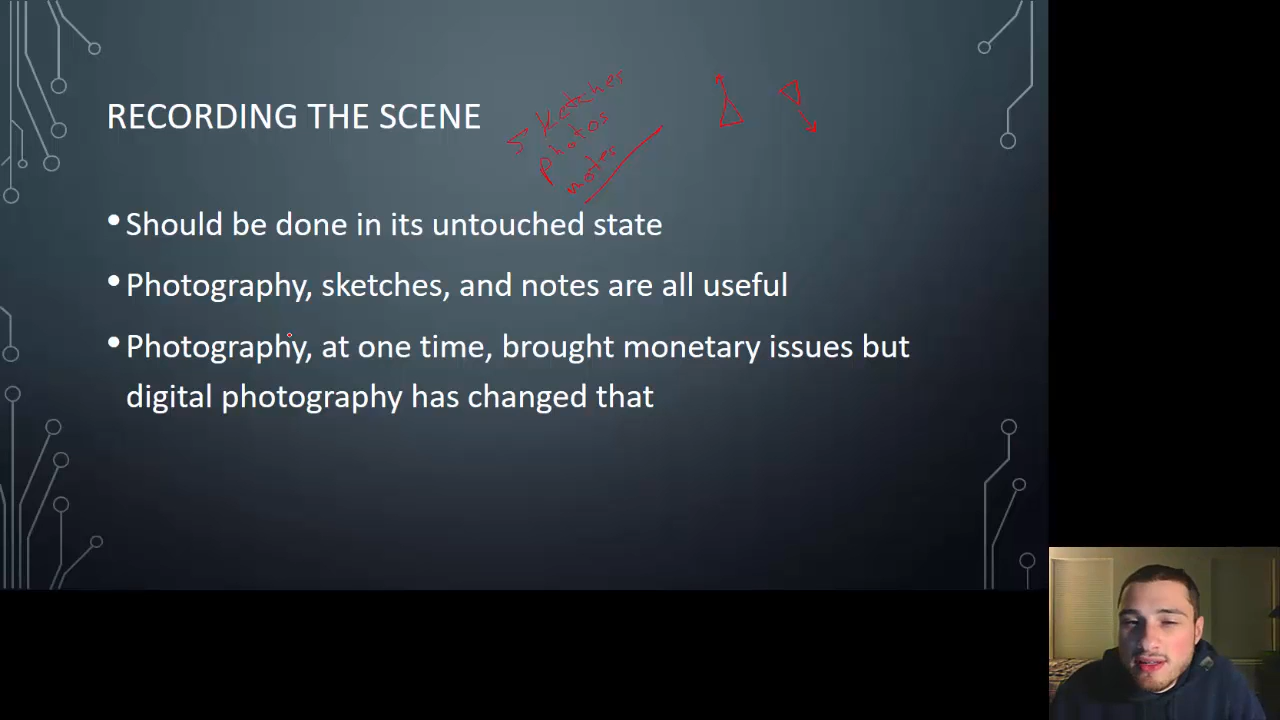 RECORDING THE SCENE
sketches
photos
notes
• Should be done in its untouched state
• Photography, sketches, and notes are all useful
• Photography, at one time, brought monetary issues but
digital photography has changed that